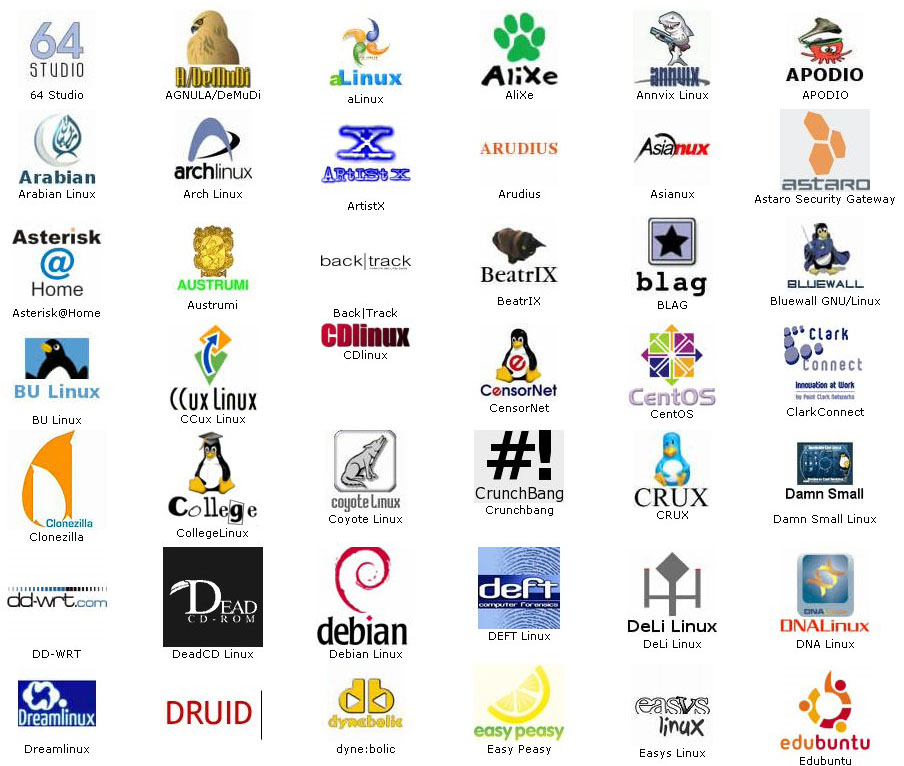 64
STUDIO
64 Studio
A/DeMuDi
AGNULA/DeMuDi
aLinux
aLinux
AliXe
AliXe
annvix
Annvix Linux
APODIO
APODIO
Arabian
Arabian Linux
archlinux
Arch Linux
X
ARtIStX
ArtistX
ARUDIUS
Arudius
Asianux
Asianux
astaro
Astaro Security Gateway
Asterisk
@
Home
Asterisk@Home
AUSTRUMI
Austrumi
back|track
Back|Track
BeatrIX
BeatrIX
blag
BLAG
BLUEWALL
Bluewall GNU/Linux
BU Linux
BU Linux
CCux Linux
CCux Linux
CDlinux
CDlinux
e
CensorNet
CensorNet
CentOS
CentOS
Clark
Connect
Innovation at Work
by Point Clark Networks
ClarkConnect
Clonezilla
Clonezilla
College
CollegeLinux
coyote Linux
Coyote Linux
#!
CrunchBang
Crunchbang
CRUX
CRUX
Damn Small
Damn Small Linux
dd-wrt.com
DD-WRT
DEAD
CD-ROM
DeadCD Linux
debian
Debian Linux
deft
computer forensics
DEFT Linux
DeLi Linux
DeLi Linux
DNALinux
DNA Linux
Dreamlinux
Dreamlinux
DRUID
dynebolic
dyne:bolic
easy peasy
Easy Peasy
easys
linux
Easys Linux
edubuntu
Edubuntu